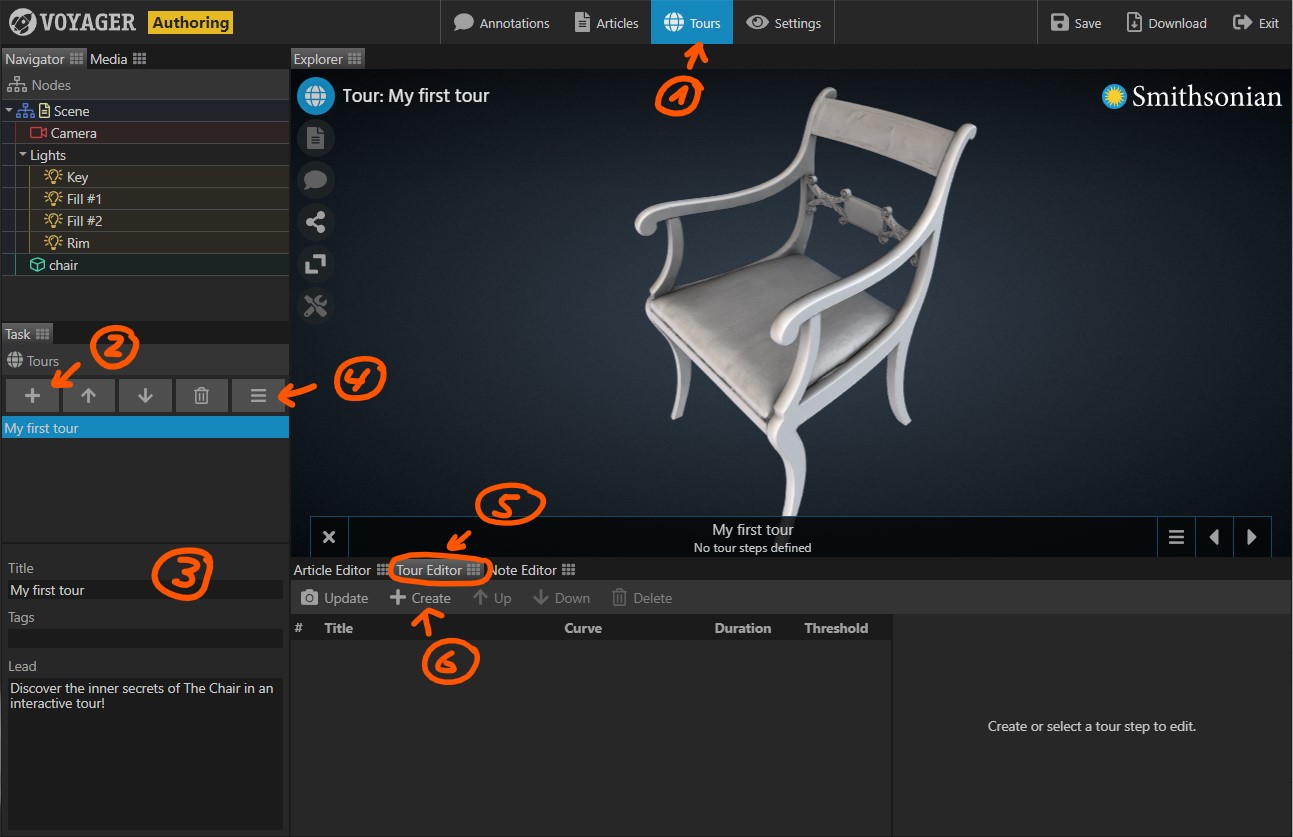 VOYAGER Authoring
Annotations Articles Tours Settings
Save Download Exit
Navigator Media
Nodes
Scene
Camera
Lights
Key
Fill #1
Fill #2
Rim
chair
Task
Tours
My first tour
Title
My first tour
Tags
Lead
Discover the inner secrets of The Chair in an
interactive tour!
Explorer
Tour: My first tour
Smithsonian
My first tour
No tour steps defined
Article Editor Tour Editor Note Editor
Update Create Up Down Delete
# Title Curve Duration Threshold
Create or select a tour step to edit.
1
2
3
4
5
6